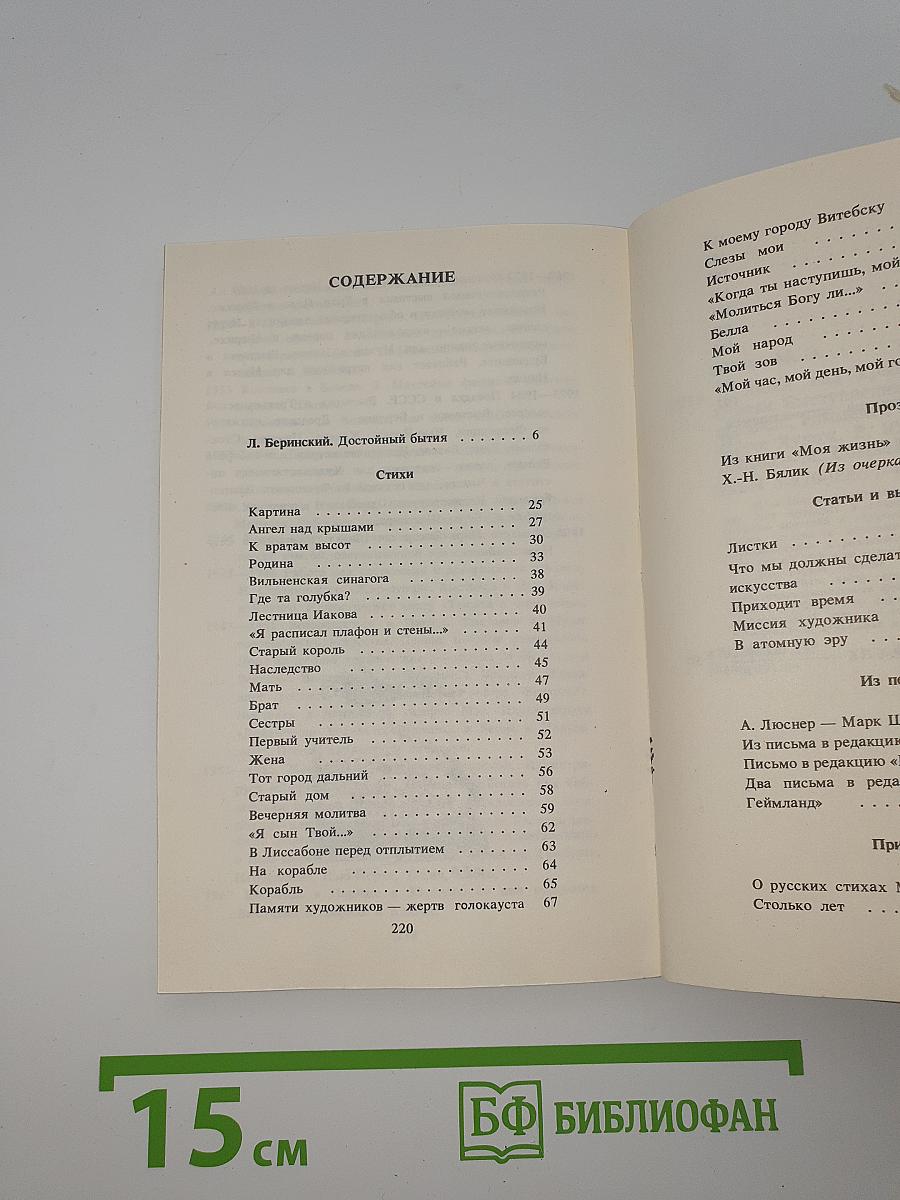 СОДЕРЖАНИЕ
Л. Беринский. Достойный бытия . . . . . . . 6
Стихи
Картина . . . . . . . . . . . . . . . . . . . . 25
Ангел над крышами . . . . . . . . . . . . . 27
К вратам высот . . . . . . . . . . . . . . . 30
Родина . . . . . . . . . . . . . . . . . . . . 33
Вильненская синагога . . . . . . . . . . . 38
Где та голубка? . . . . . . . . . . . . . . . 39
Лестница Иакова . . . . . . . . . . . . . . 40
«Я расписал плафон и стены...» . . . . . . 41
Старый король . . . . . . . . . . . . . . . 44
Наследство . . . . . . . . . . . . . . . . . 45
Мать . . . . . . . . . . . . . . . . . . . . . 47
Брат . . . . . . . . . . . . . . . . . . . . . 49
Сестры . . . . . . . . . . . . . . . . . . . . 51
Первый учитель . . . . . . . . . . . . . . 52
Жена . . . . . . . . . . . . . . . . . . . . . 53
Тот город дальний . . . . . . . . . . . . . 56
Старый дом . . . . . . . . . . . . . . . . . 58
Вечерняя молитва . . . . . . . . . . . . . 59
«Я сын Твой...» . . . . . . . . . . . . . . 62
В Лиссабоне перед отплытием . . . . . . . 63
На корабле . . . . . . . . . . . . . . . . . 64
Корабль . . . . . . . . . . . . . . . . . . . 65
Памяти художников — жертв голокауста 67
220
К моему городу Витебску
Слезы мои . . . . . .
Источник . . . . . . .
«Когда ты наступишь, мой
«Молиться Богу ли...» . .
Белла . . . . . . . . .
Мой народ . . . . . .
Твой зов . . . . . . .
«Мой час, мой день, мой
Из книги «Моя жизнь»
Х.-Н. Бялик (Из
Статьи и
Листки . . . . . . . .
Что мы должны
искусства . . . . .
Приходит время . .
Миссия художника
В атомную эру . . .
Из
А. Люснер — Марк
Из письма в редакцию
Письмо в редакцию
Два письма в
Геймланд» . . . .
О русских стихах
Столько лет . . .
15 см
БФ БИБЛИОФАН